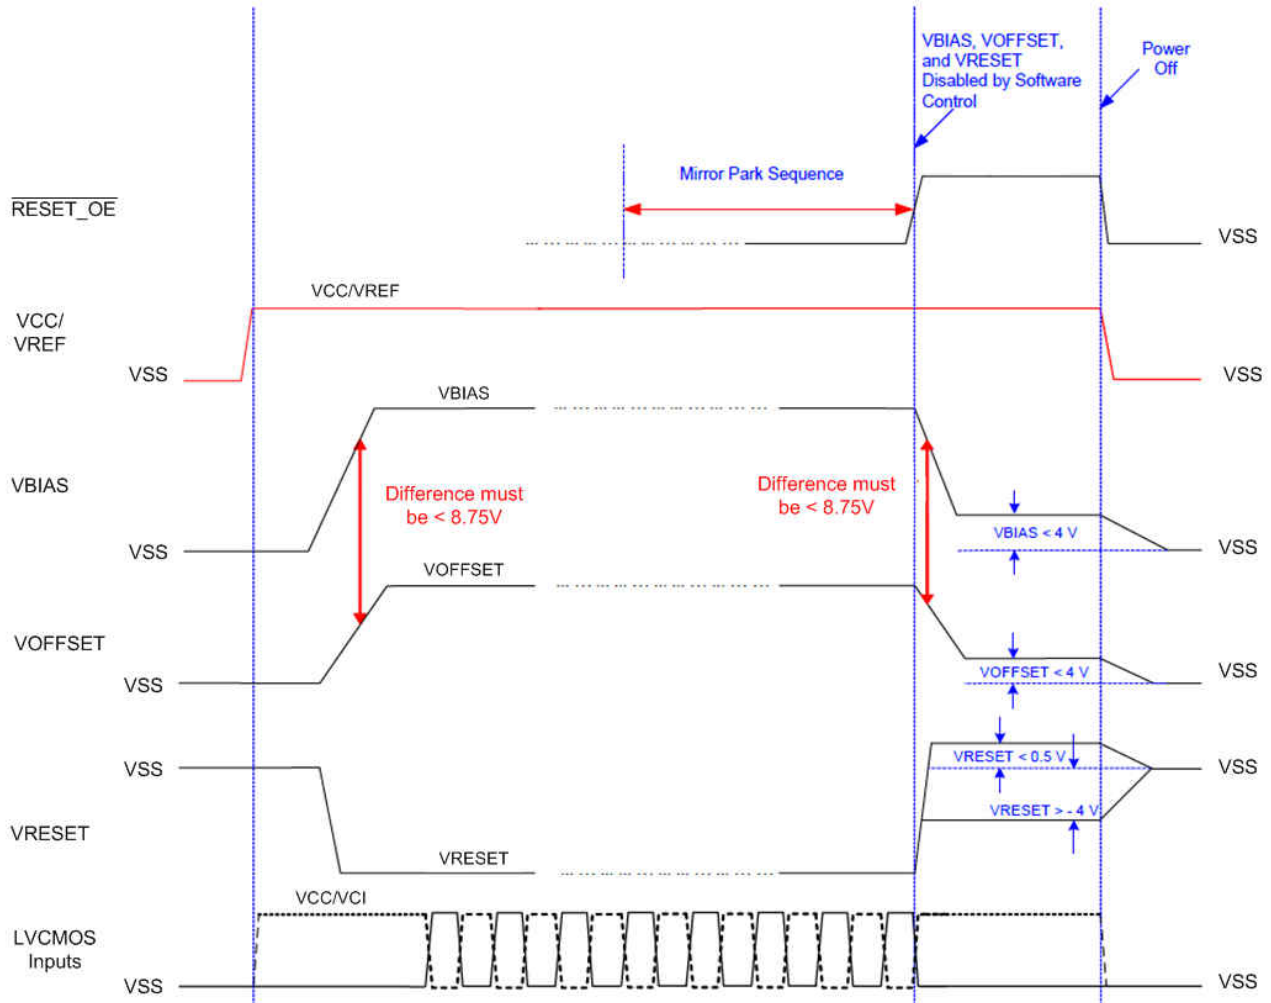 VBIAS, VOFFSET,
and VRESET
Disabled by Software
Control
Power
Off
Mirror Park Sequence
RESET_OE
VSS
VCC/VREF
VCC/
VREF
VSS
VSS
VBIAS
VBIAS
Difference must
be < 8.75V
Difference must
be < 8.75V
VBIAS < 4 V
VSS
VSS
VOFFSET
VOFFSET
VOFFSET < 4 V
VSS
VSS
VRESET < 0.5 V
VSS
VSS
VRESET > - 4 V
VRESET
VRESET
VCC/VCI
LVCMOS
Inputs
VSS
VSS